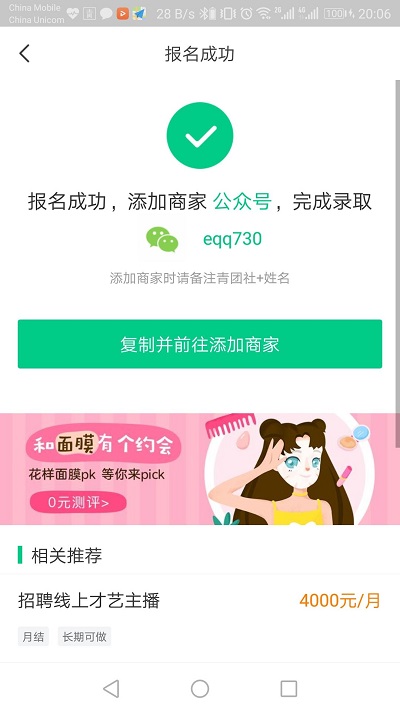 China Mobile
China Unicom
28 B/s
100
20:06
报名成功
报名成功，添加商家 公众号，完成录取
eqq730
添加商家时请备注青团社+姓名
复制并前往添加商家
和面膜有个约会
花样面膜pk 等你来pick
0元测评>
相关推荐
招聘线上才艺主播
4000元/月
月结
长期可做